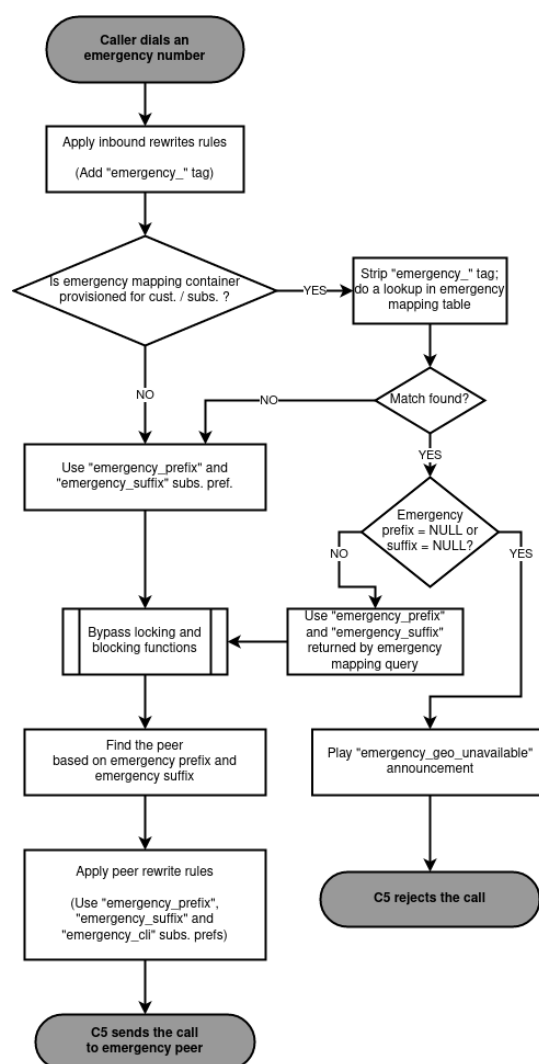 Caller dials an
emergency number
Apply inbound rewrites rules
(Add "emergency_" tag)
Is emergency mapping container
provisioned for cust. / subs. ?
YES
Strip "emergency_" tag;
do a lookup in emergency
mapping table
NO
Match found?
NO
YES
Use "emergency_prefix" and
"emergency_suffix" subs. pref.
Emergency
prefix = NULL or
suffix = NULL?
NO
YES
Bypass locking and
blocking functions
Use "emergency_prefix"
and "emergency_suffix"
returned by emergency
mapping query
Find the peer
based on emergency prefix and
emergency suffix
Play "emergency_geo_unavailable"
announcement
Apply peer rewrite rules
(Use "emergency_prefix",
"emergency_suffix" and
"emergency_cli" subs. prefs)
C5 rejects the call
C5 sends the call
to emergency peer